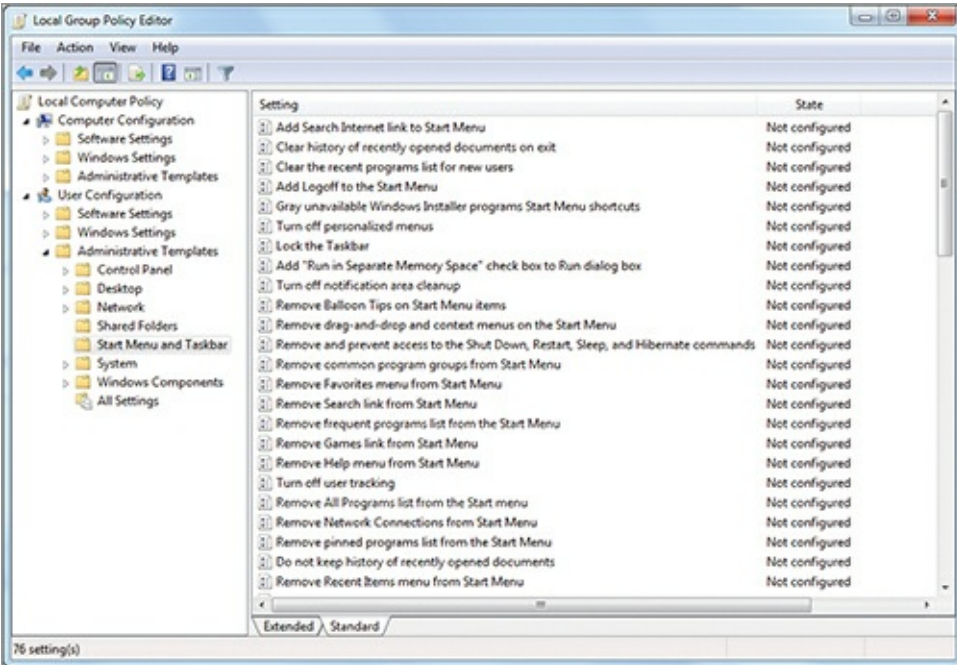 Local Group Policy Editor
File Action View Help
Local Computer Policy
Computer Configuration
Software Settings
Windows Settings
Administrative Templates
User Configuration
Software Settings
Windows Settings
Administrative Templates
Control Panel
Desktop
Network
Shared Folders
Start Menu and Taskbar
System
Windows Components
All Settings
Setting State
Add Search Internet link to Start Menu Not configured
Clear history of recently opened documents on exit Not configured
Clear the recent programs list for new users Not configured
Add Logoff to the Start Menu Not configured
Gray unavailable Windows Installer programs Start Menu shortcuts Not configured
Turn off personalized menus Not configured
Lock the Taskbar Not configured
Add "Run in Separate Memory Space" check box to Run dialog box Not configured
Turn off notification area cleanup Not configured
Remove Balloon Tips on Start Menu items Not configured
Remove drag-and-drop and context menus on the Start Menu Not configured
Remove and prevent access to the Shut Down, Restart, Sleep, and Hibernate commands Not configured
Remove common program groups from Start Menu Not configured
Remove Favorites menu from Start Menu Not configured
Remove Search link from Start Menu Not configured
Remove frequent programs list from the Start Menu Not configured
Remove Games link from Start Menu Not configured
Remove Help menu from Start Menu Not configured
Turn off user tracking Not configured
Remove All Programs list from the Start menu Not configured
Remove Network Connections from Start Menu Not configured
Remove pinned programs list from the Start Menu Not configured
Do not keep history of recently opened documents Not configured
Remove Recent Items menu from Start Menu Not configured
Extended Standard
76 setting(s)